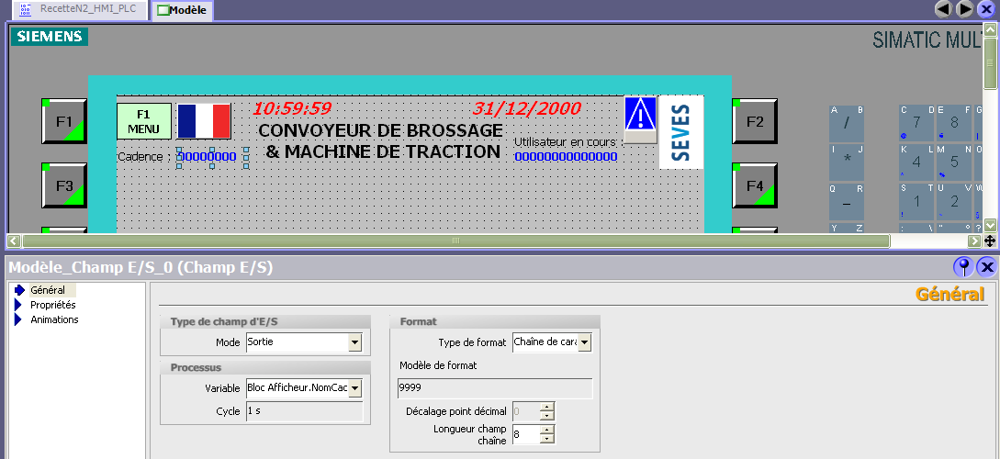 RecetteN2_HMI_PLC
Modèle
SIEMENS
SIMATIC MUL
F1
F1
MENU
10:59:59
31/12/2000
CONVOYEUR DE BROSSAGE
& MACHINE DE TRACTION
Cadence :
00000000
Utilisateur en cours :
00000000000000
SEVES
F2
F3
F4
A B
/
C D
7
E F
8
G
I J
*
K L
4
M N
5
O
Q R
–
S T
1
U V
2
W
Y Z
Modèle_Champ E/S_0 (Champ E/S)
Général
Propriétés
Animations
Général
Type de champ d'E/S
Mode Sortie
Processus
Variable Bloc Afficheur.NomCac
Cycle 1 s
Format
Type de format Chaîne de cara
Modèle de format
9999
Décalage point décimal 0
Longueur champ
chaîne 8